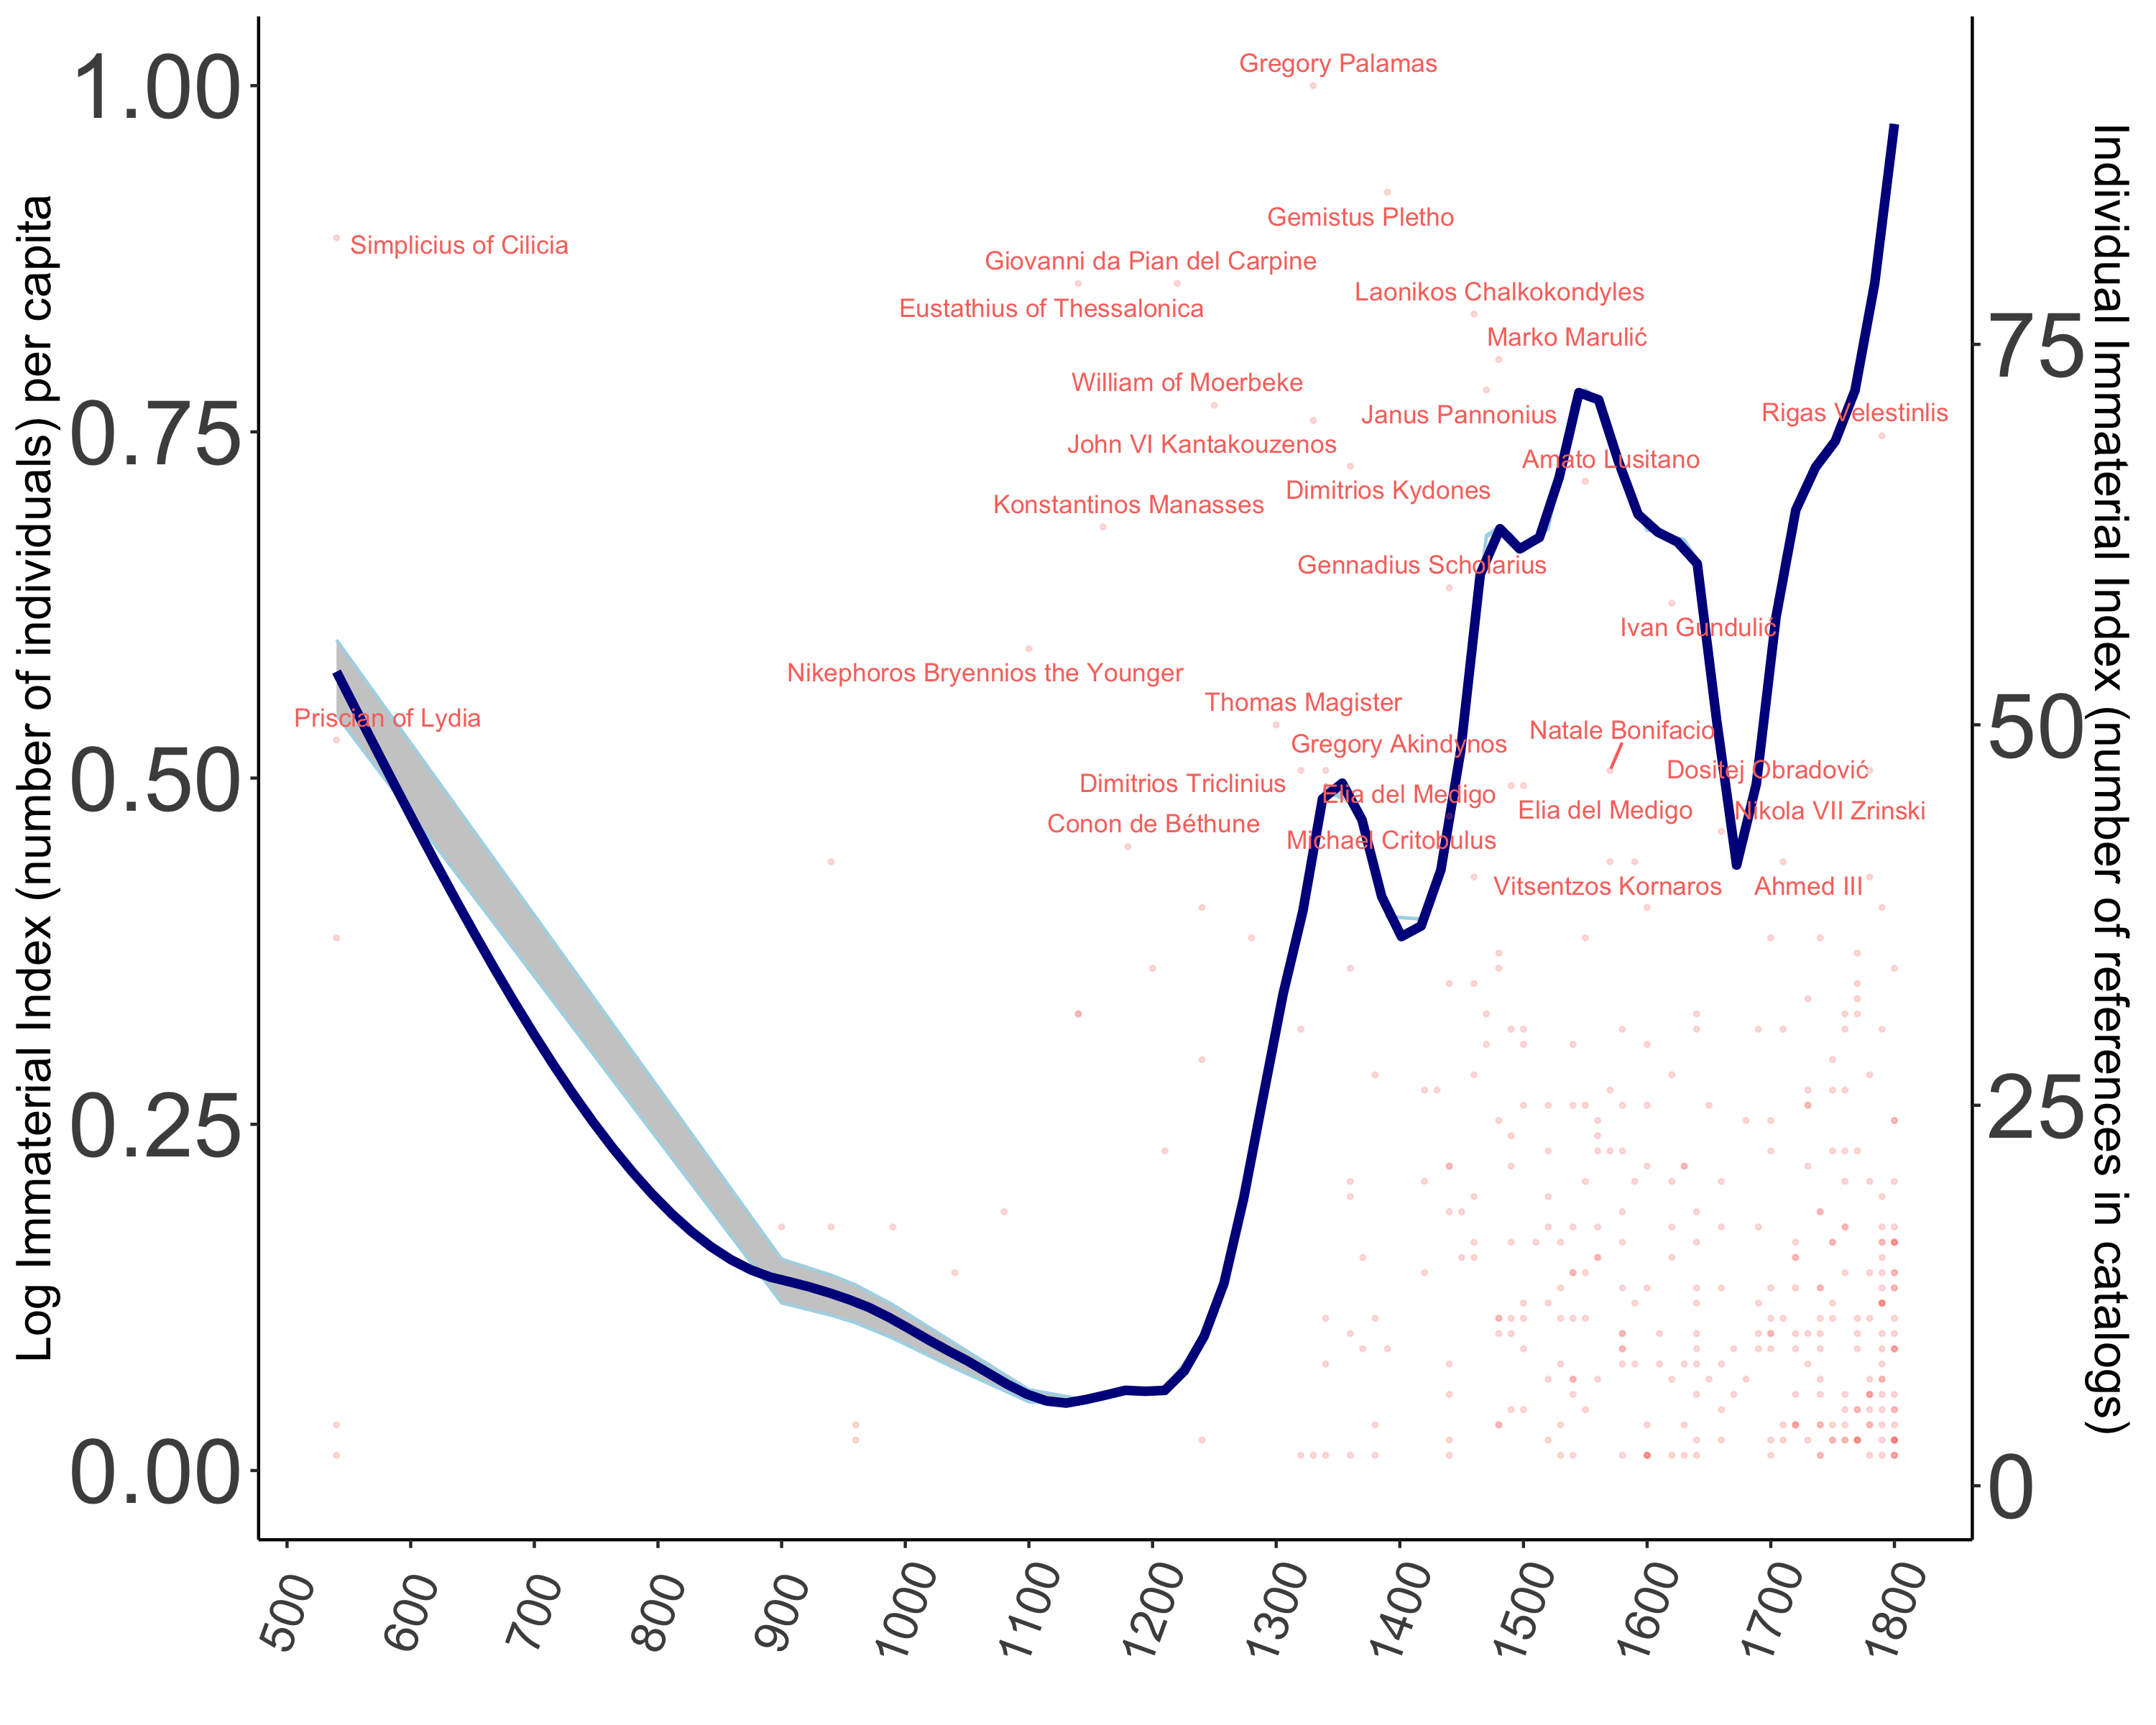 Log Immaterial Index (number of individuals) per capita
1.00
0.75
0.50
0.25
0.00
Gregory Palamas
Gemistus Pletho
Simplicius of Cilicia
Giovanni da Pian del Carpine
Laonikos Chalkokondyles
Eustathius of Thessalonica
Marko Marulić
William of Moerbeke
Janus Pannonius
Rigas Velestinlis
John VI Kantakouzenos
Amato Lusitano
Dimitrios Kydones
Konstantinos Manasses
Gennadius Scholarius
Ivan Gundulić
Nikephoros Bryennios the Younger
Thomas Magister
Priscian of Lydia
Natale Bonifacio
Gregory Akindynos
Dositej Obradović
Dimitrios Triclinius
Elia del Medigo
Elia del Medigo
Nikola VII Zrinski
Conon de Béthune
Michael Critobulus
Vitsentzos Kornaros
Ahmed III
75
50
25
0
Individual Immaterial Index (number of references in catalogs)
500
600
700
800
900
1000
1100
1200
1300
1400
1500
1600
1700
1800